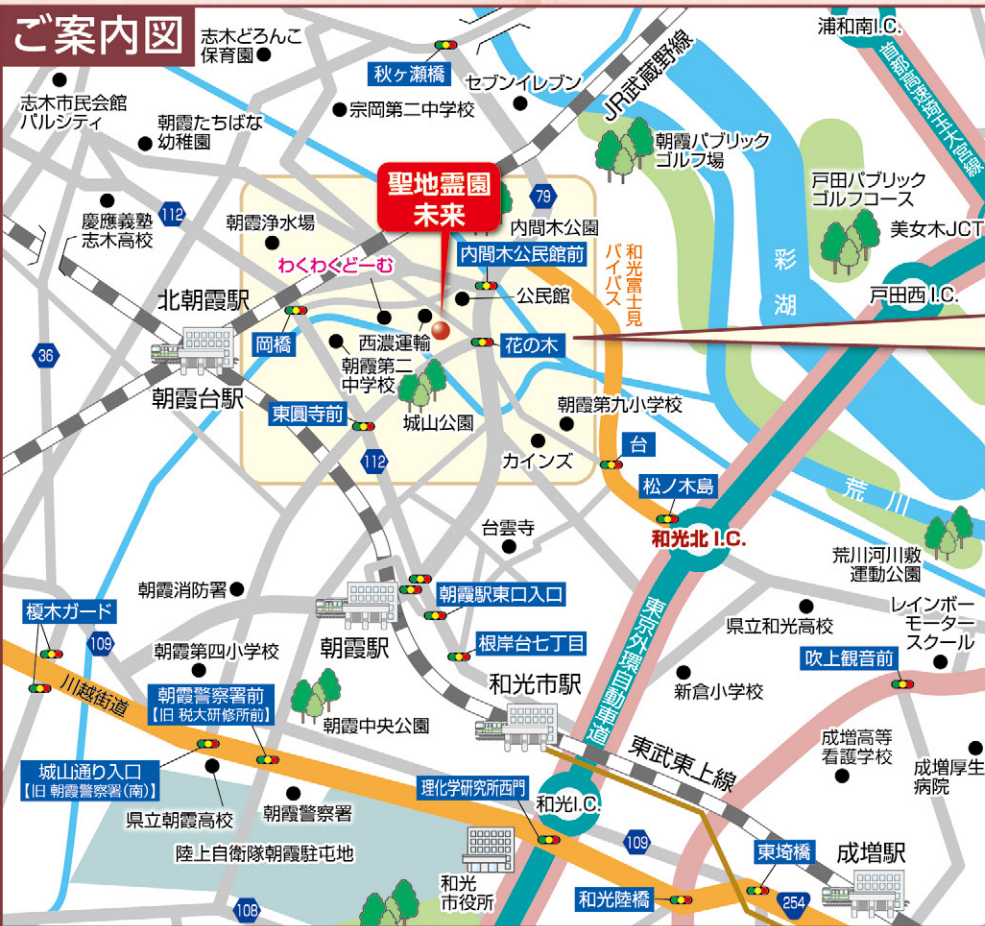 ご案内図
志木どろんこ
保育園
秋ヶ瀬橋
浦和南I.C.
首都高速埼玉大宮線
JR武蔵野線
セブンイレブン
志木市民会館
パルシティ
宗岡第二中学校
朝霞たちばな
幼稚園
朝霞パブリック
ゴルフ場
戸田パブリック
ゴルフコース
聖地霊園
未来
79
慶應義塾
志木高校
112
朝霞浄水場
内間木公園
美女木JCT
わくわくどーむ
内間木公民館前
和光富士見
バイパス
彩湖
北朝霞駅
公民館
戸田西I.C.
岡橋
西濃運輸
花の木
36
朝霞第二
中学校
朝霞台駅
東圓寺前
城山公園
朝霞第九小学校
台
カインズ
112
松ノ木島
荒川
台雲寺
和光北I.C.
荒川河川敷
運動公園
朝霞消防署
朝霞駅東口入口
榎木ガード
東京外環自動車道
県立和光高校
レインボー
モーター
スクール
109
朝霞駅
根岸台七丁目
朝霞第四小学校
吹上観音前
川越街道
朝霞警察署前
【旧 税大研修所前】
和光市駅
新倉小学校
朝霞中央公園
東武東上線
成増高等
看護学校
成増厚生
病院
城山通り入口
【旧 朝霞警察署(南)】
理化学研究所西門
和光I.C.
県立朝霞高校
朝霞警察署
109
陸上自衛隊朝霞駐屯地
東埼橋
成増駅
和光
市役所
和光陸橋
254
108